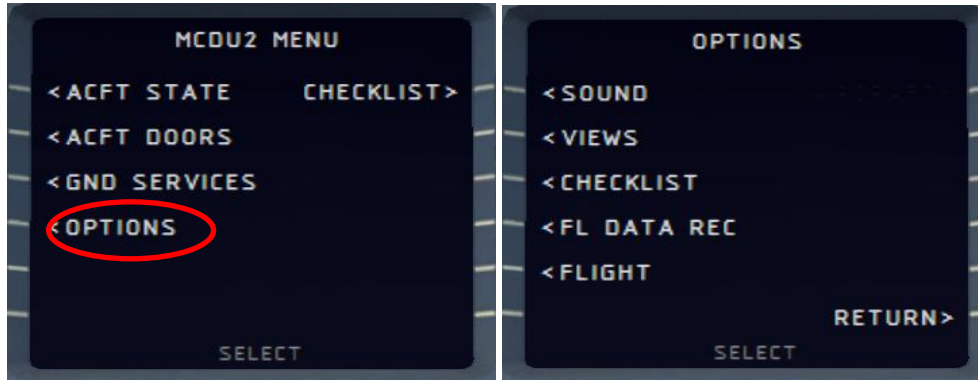 MCDU2 MENU
<ACFT STATE CHECKLIST>
<ACFT DOORS
<GND SERVICES
<OPTIONS
SELECT
OPTIONS
<SOUND
<VIEWS
<CHECKLIST
<FL DATA REC
<FLIGHT
RETURN>
SELECT